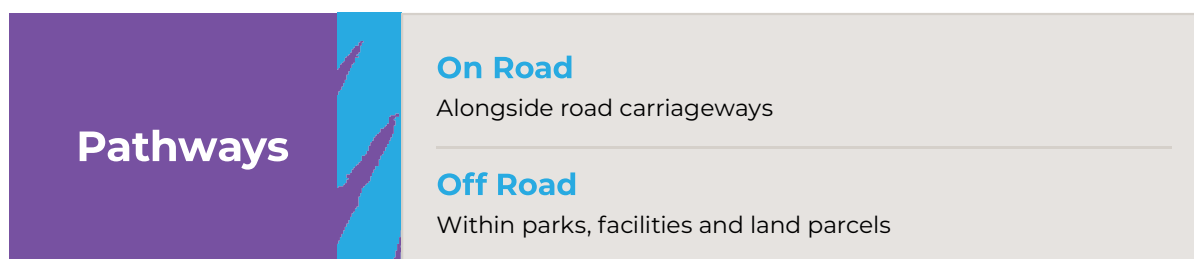 Pathways
On Road
Alongside road carriageways
Off Road
Within parks, facilities and land parcels